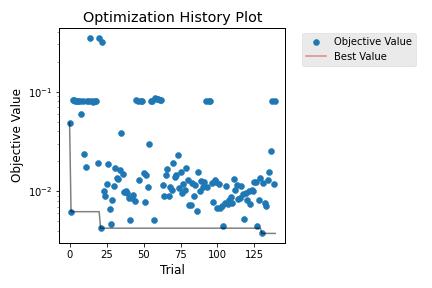 Optimization History Plot
Objective Value
Best Value
Objective Value
10⁻¹
10⁻²
0
25
50
75
100
125
Trial